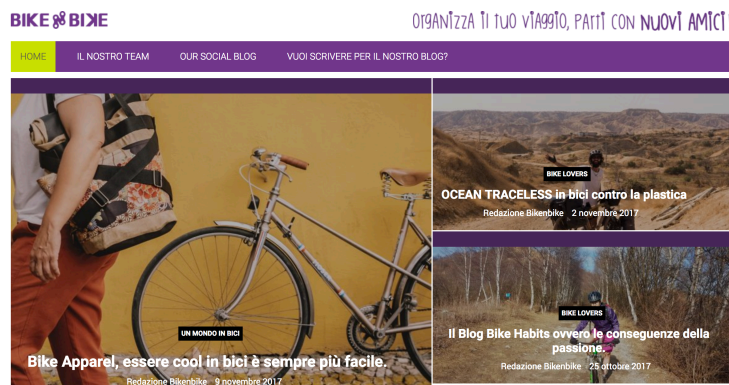 BIKE BIKE
Organizza il tuo viaggio, parti con NUOVI AMICI
HOME
IL NOSTRO TEAM
OUR SOCIAL BLOG
VUOI SCRIVERE PER IL NOSTRO BLOG?
UN MONDO IN BICI
Bike Apparel, essere cool in bici è sempre più facile.
Redazione Bikenbike 9 novembre 2017
BIKE LOVERS
OCEAN TRACELESS in bici contro la plastica
Redazione Bikenbike 2 novembre 2017
BIKE LOVERS
Il Blog Bike Habits ovvero le conseguenze della
passione.
Redazione Bikenbike 25 ottobre 2017